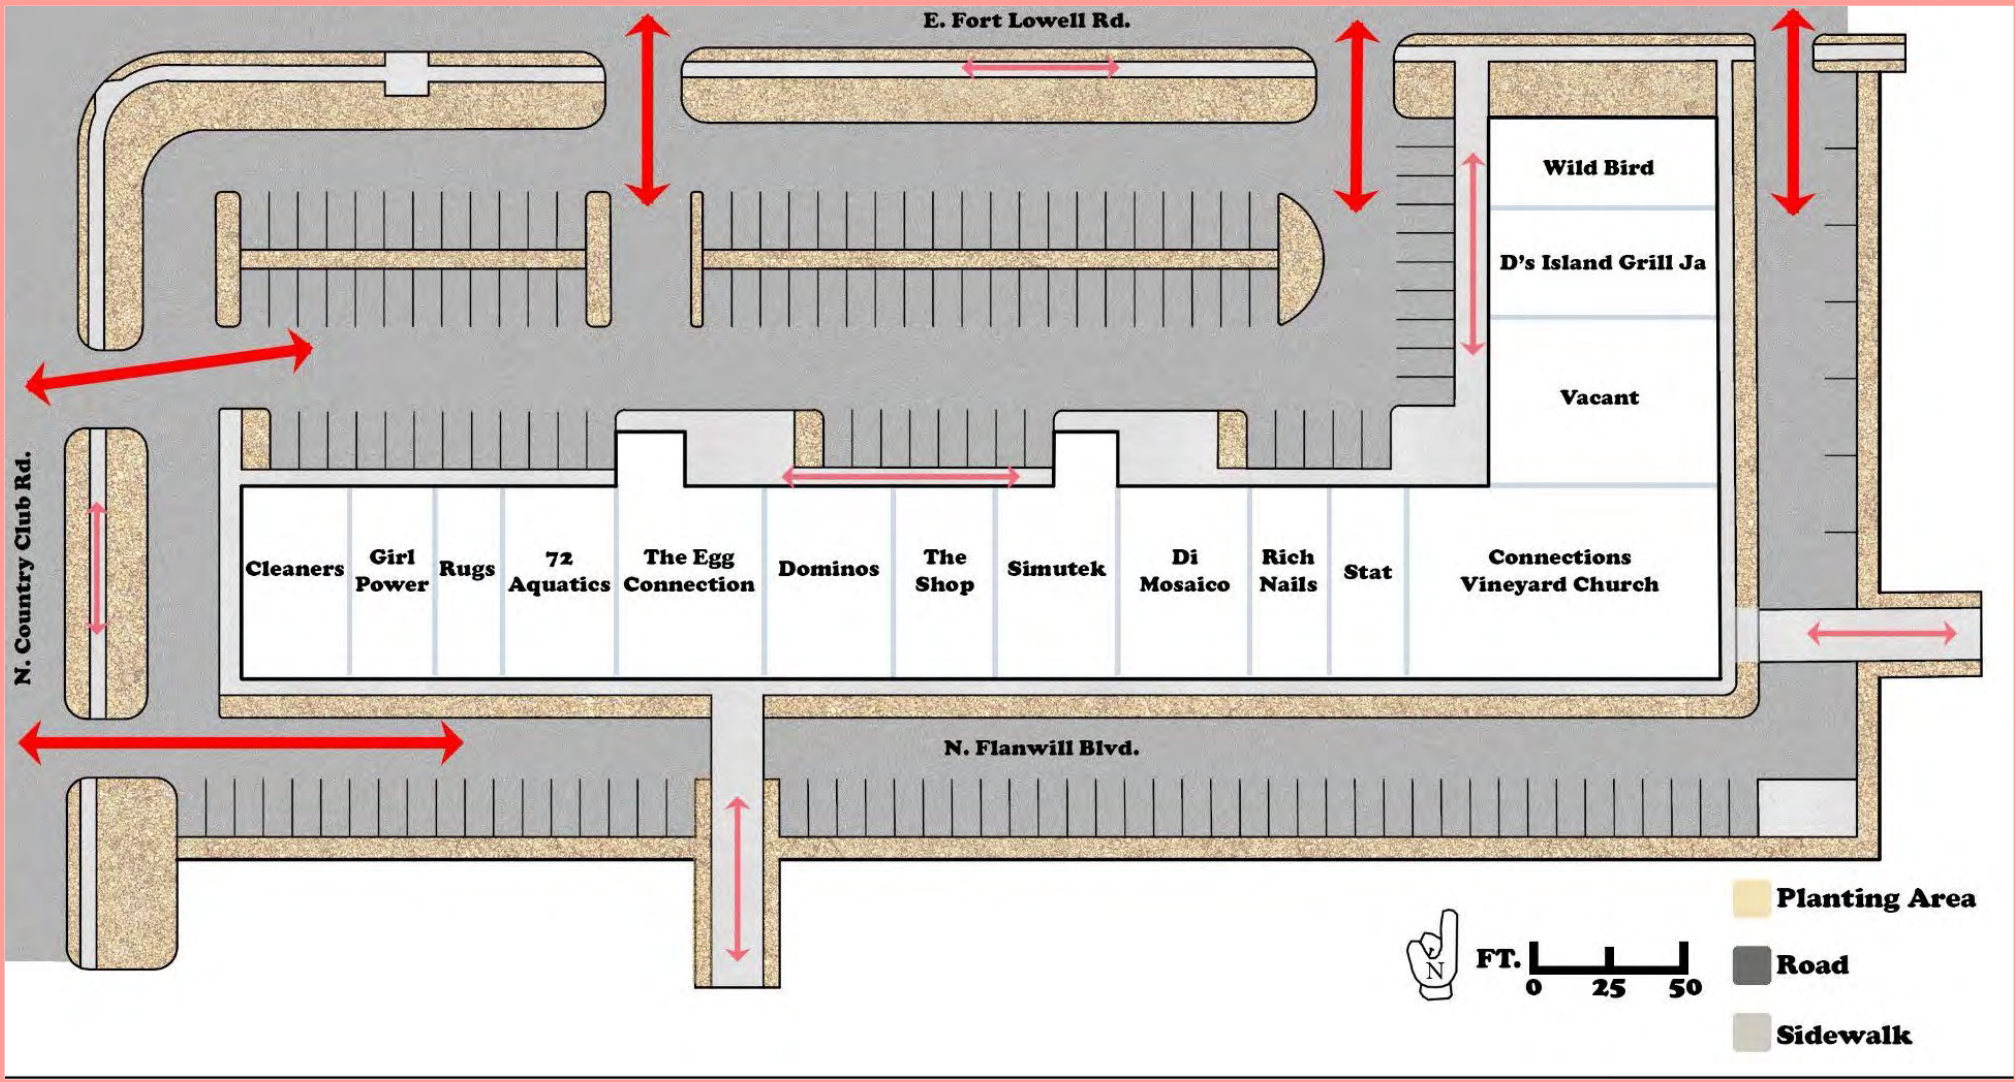 E. Fort Lowell Rd.
Wild Bird
D's Island Grill Ja
Vacant
N. Country Club Rd.
Cleaners
Girl
Power
Rugs
72
Aquatics
The Egg
Connection
Dominos
The
Shop
Simutek
Di
Mosaico
Rich
Nails
Stat
Connections
Vineyard Church
N. Flanwill Blvd.
Planting Area
Road
Sidewalk
N
FT.
0 25 50